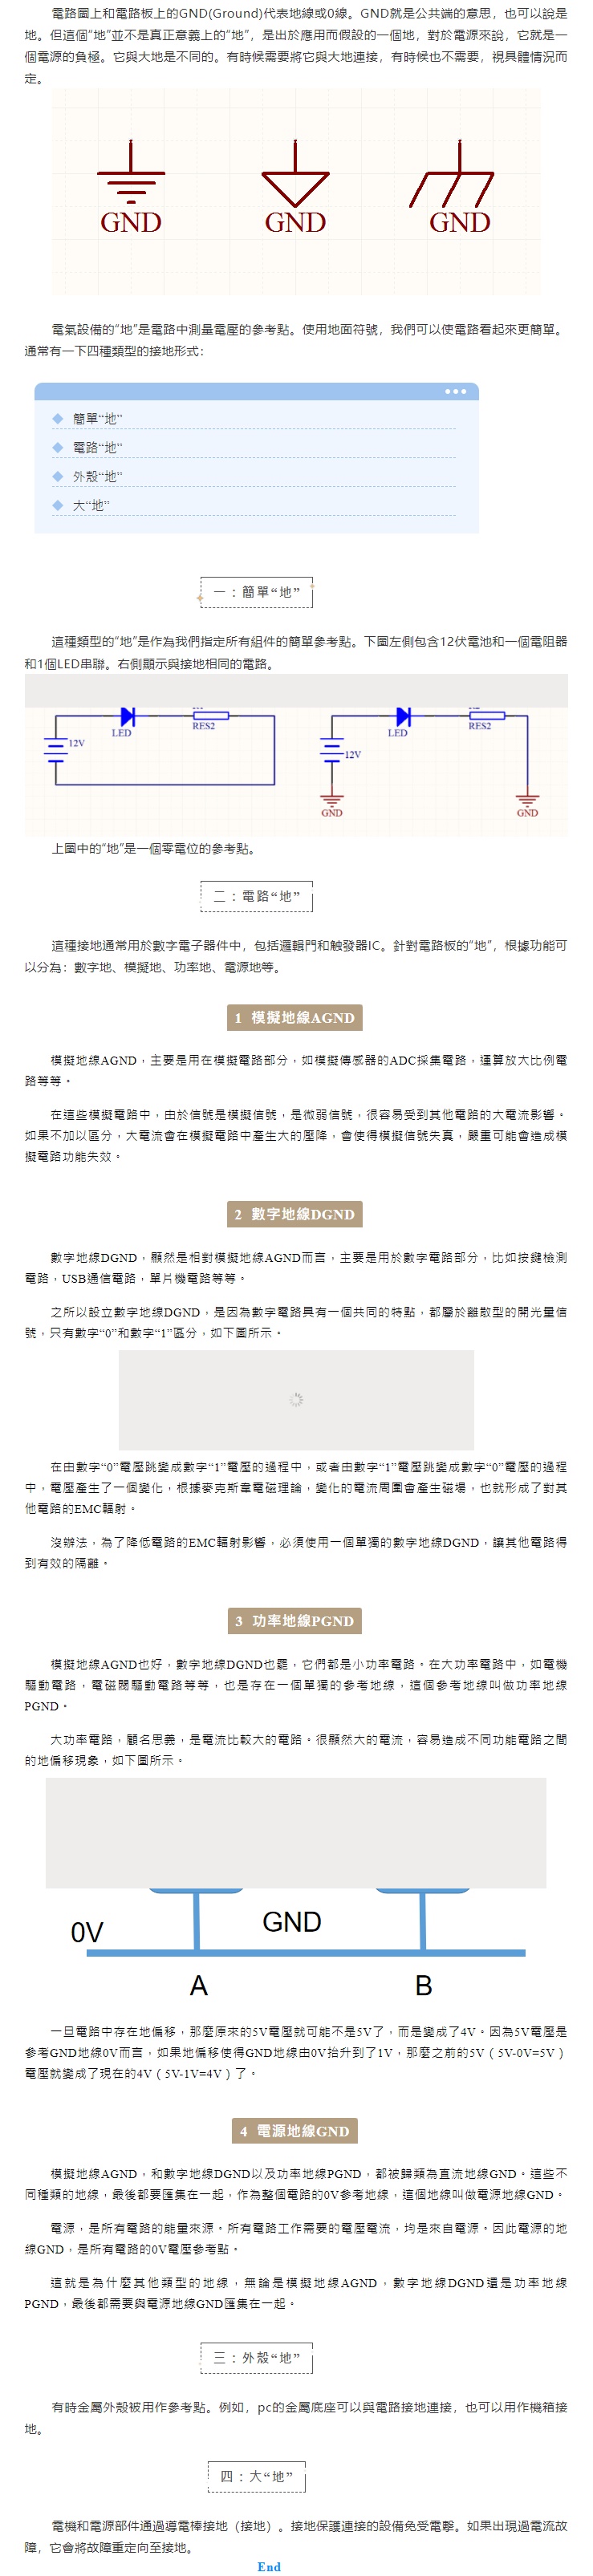 電路圖上和電路板上的GND(Ground)代表地線或0線。GND就是公共端的意思，也可以說是
地。但這個“地”並不是真正意義上的“地”，是出於應用而假設的一個地，對於電源來說，它就是一
個電源的負極。它與大地是不同的。有時候需要將它與大地連接，有時候也不需要，視具體情況而
定。
GND GND GND
電氣設備的“地”是電路中測量電壓的參考點。使用地面符號，我們可以使電路看起來更簡單。
通常有一下四種類型的接地形式：
簡單“地”
電路“地”
外殼“地”
大“地”
一：簡單“地”
這種類型的“地”是作為我們指定所有組件的簡單參考點。下圖左側包含12伏電池和一個電阻器
和1個LED串聯。右側顯示與接地相同的電路。
LED RES2 LED RES2
12V 12V
GND GND
上圖中的“地”是一個零電位的參考點。
二：電路“地”
這種接地通常用於數字電子器件中，包括邏輯門和触發器IC。針對電路板的“地”，根據功能可
以分為：數字地、模擬地、功率地、電源地等。
1 模擬地線AGND
模擬地線AGND，主要是用在模擬電路部分，如模擬傳感器的ADC採集電路，運算放大比例電
路等等。
在這些模擬電路中，由於信號是模擬信號，是微弱信號，很容易受到其他電路的大電流影響。
如果不加以區分，大電流會在模擬電路中產生大的壓降，會使得模擬信號失真，嚴重可能會造成模
擬電路功能失效。
2 數字地線DGND
數字地線DGND，顯然是相對模擬地線AGND而言，主要是用於數字電路部分，比如按鍵檢測
電路，USB通信電路，單片機電路等等。
之所以設立數字地線DGND，是因為數字電路具有一個共同的特點，都屬於離散型的開光量信
號，只有數字“0”和數字“1”區分，如下圖所示。
在由數字“0”電壓跳變成數字“1”電壓的過程中，或者由數字“1”電壓跳變成數字“0”電壓的過程
中，電壓產生了一個變化，根據麥克斯韋電磁理論，變化的電流周圍會產生磁場，也就形成了對其
他電路的EMC輻射。
沒辦法，為了降低電路的EMC輻射影響，必須使用一個單獨的數字地線DGND，讓其他電路得
到有效的隔離。
3 功率地線PGND
模擬地線AGND也好，數字地線DGND也罷，它們都是小功率電路。在大功率電路中，如電機
驅動電路，電磁閥驅動電路等等，也是存在一個單獨的參考地線，這個參考地線叫做功率地線
PGND。
大功率電路，顧名思義，是電流比較大的電路。很顯然大的電流，容易造成不同功能電路之間
的地偏移現象，如下圖所示。
0V GND
A B
一旦電路中存在地偏移，那麼原來的5V電壓就可能不是5V了，而是變成了4V。因為5V電壓是
參考GND地線0V而言，如果地偏移使得GND地線由0V抬升到了1V，那麼之前的5V（5V-0V=5V）
電壓就變成了現在的4V（5V-1V=4V）了。
4 電源地線GND
模擬地線AGND，和數字地線DGND以及功率地線PGND，都被歸類為直流地線GND。這些不
同種類的地線，最後都要匯集在一起，作為整個電路的0V參考地線，這個地線叫做電源地線GND。
電源，是所有電路的能量來源。所有電路工作需要的電壓電流，均是來自電源。因此電源的地
線GND，是所有電路的0V電壓參考點。
這就是為什麼其他類型的地線，無論是模擬地線AGND，數字地線DGND還是功率地線
PGND，最後都需要與電源地線GND匯集在一起。
三：外殼“地”
有時金屬外殼被用作參考點。例如，pc的金屬底座可以與電路接地連接，也可以用作機箱接
地。
四：大“地”
電機和電源部件通過導電棒接地（接地）。接地保護連接的設備免受電擊。如果出現過電流故
障，它會將故障重定向至接地。
End